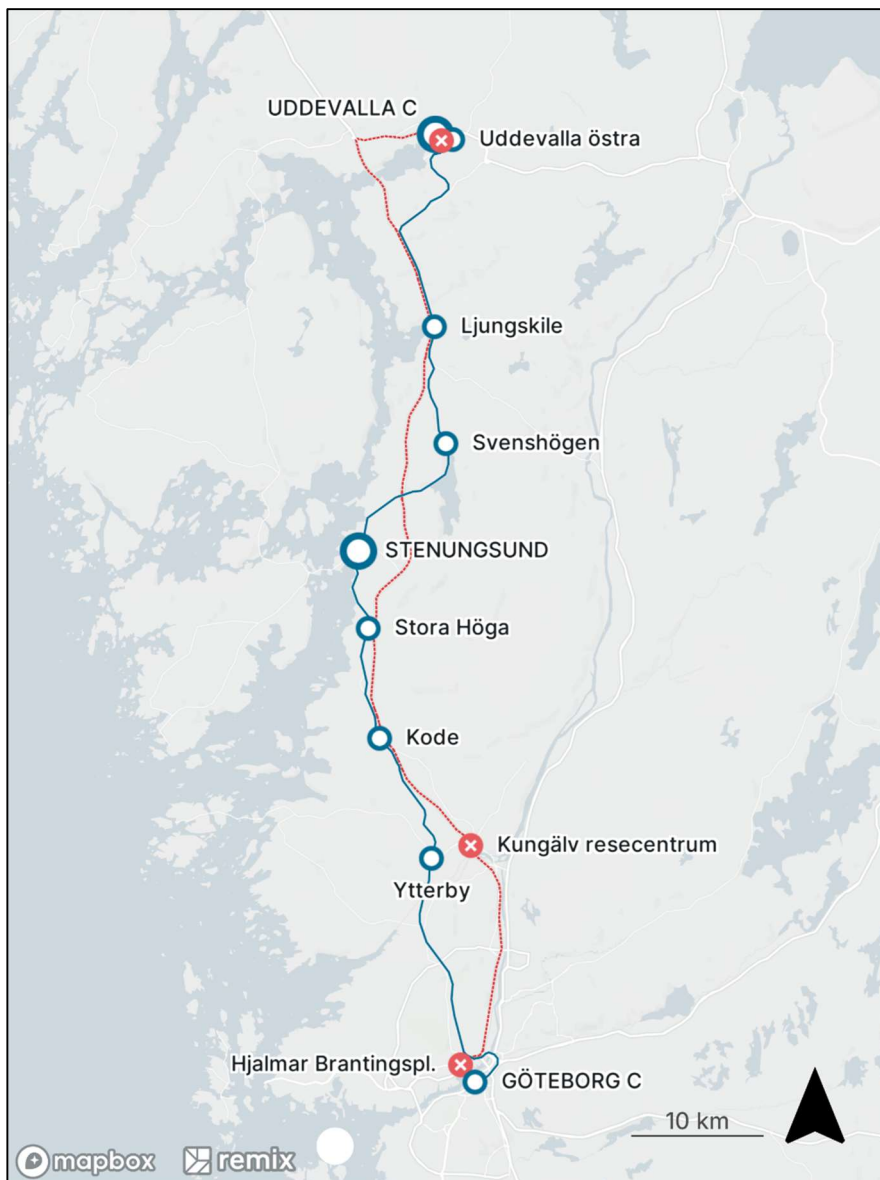 UDDEVALLA C
Uddevalla östra
Ljungskile
Svenshögen
STENUNGSUND
Stora Höga
Kode
Kungälv resecentrum
Ytterby
Hjalmar Brantingspl.
GÖTEBORG C
10 km
mapbox remix